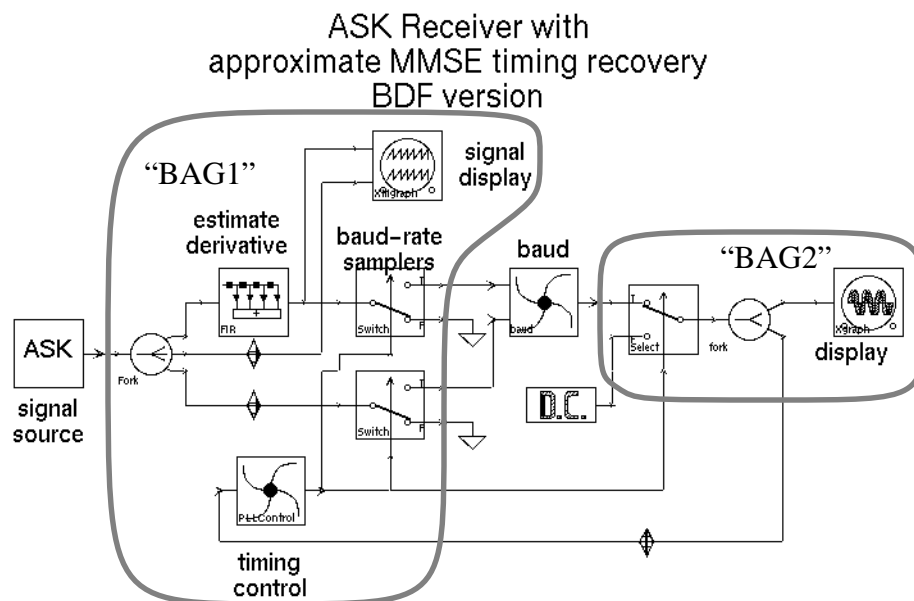 ASK Receiver with
approximate MMSE timing recovery
BDF version
“BAG1”
signal
display
Xmgraph
estimate
derivative
baud-rate
samplers
baud
“BAG2”
FIR
Switch
T
F
baud
T
F
Select
fork
Xgraph
display
ASK
Fork
signal
source
Switch
T
F
D.C.
PLLControl
timing
control